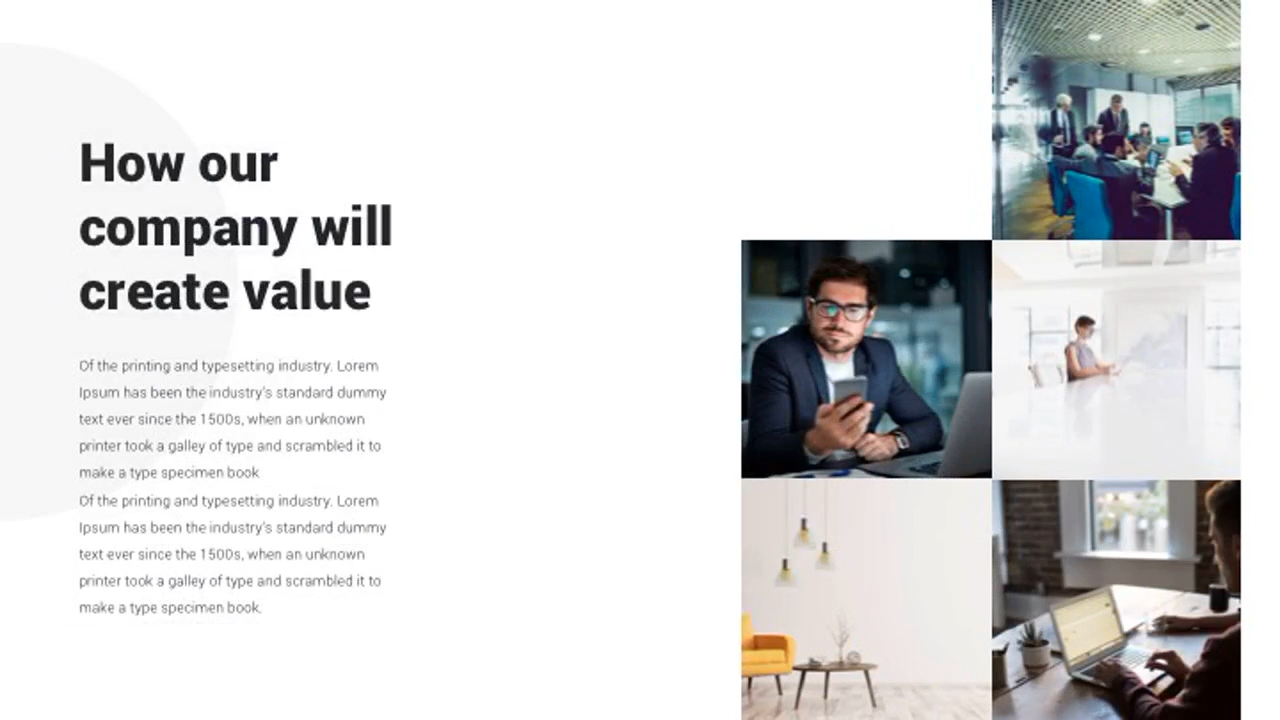 How our
company will
create value
Of the printing and typesetting industry. Lorem
Ipsum has been the industry's standard dummy
text ever since the 1500s, when an unknown
printer took a galley of type and scrambled it to
make a type specimen book
Of the printing and typesetting industry. Lorem
Ipsum has been the industry's standard dummy
text ever since the 1500s, when an unknown
printer took a galley of type and scrambled it to
make a type specimen book.